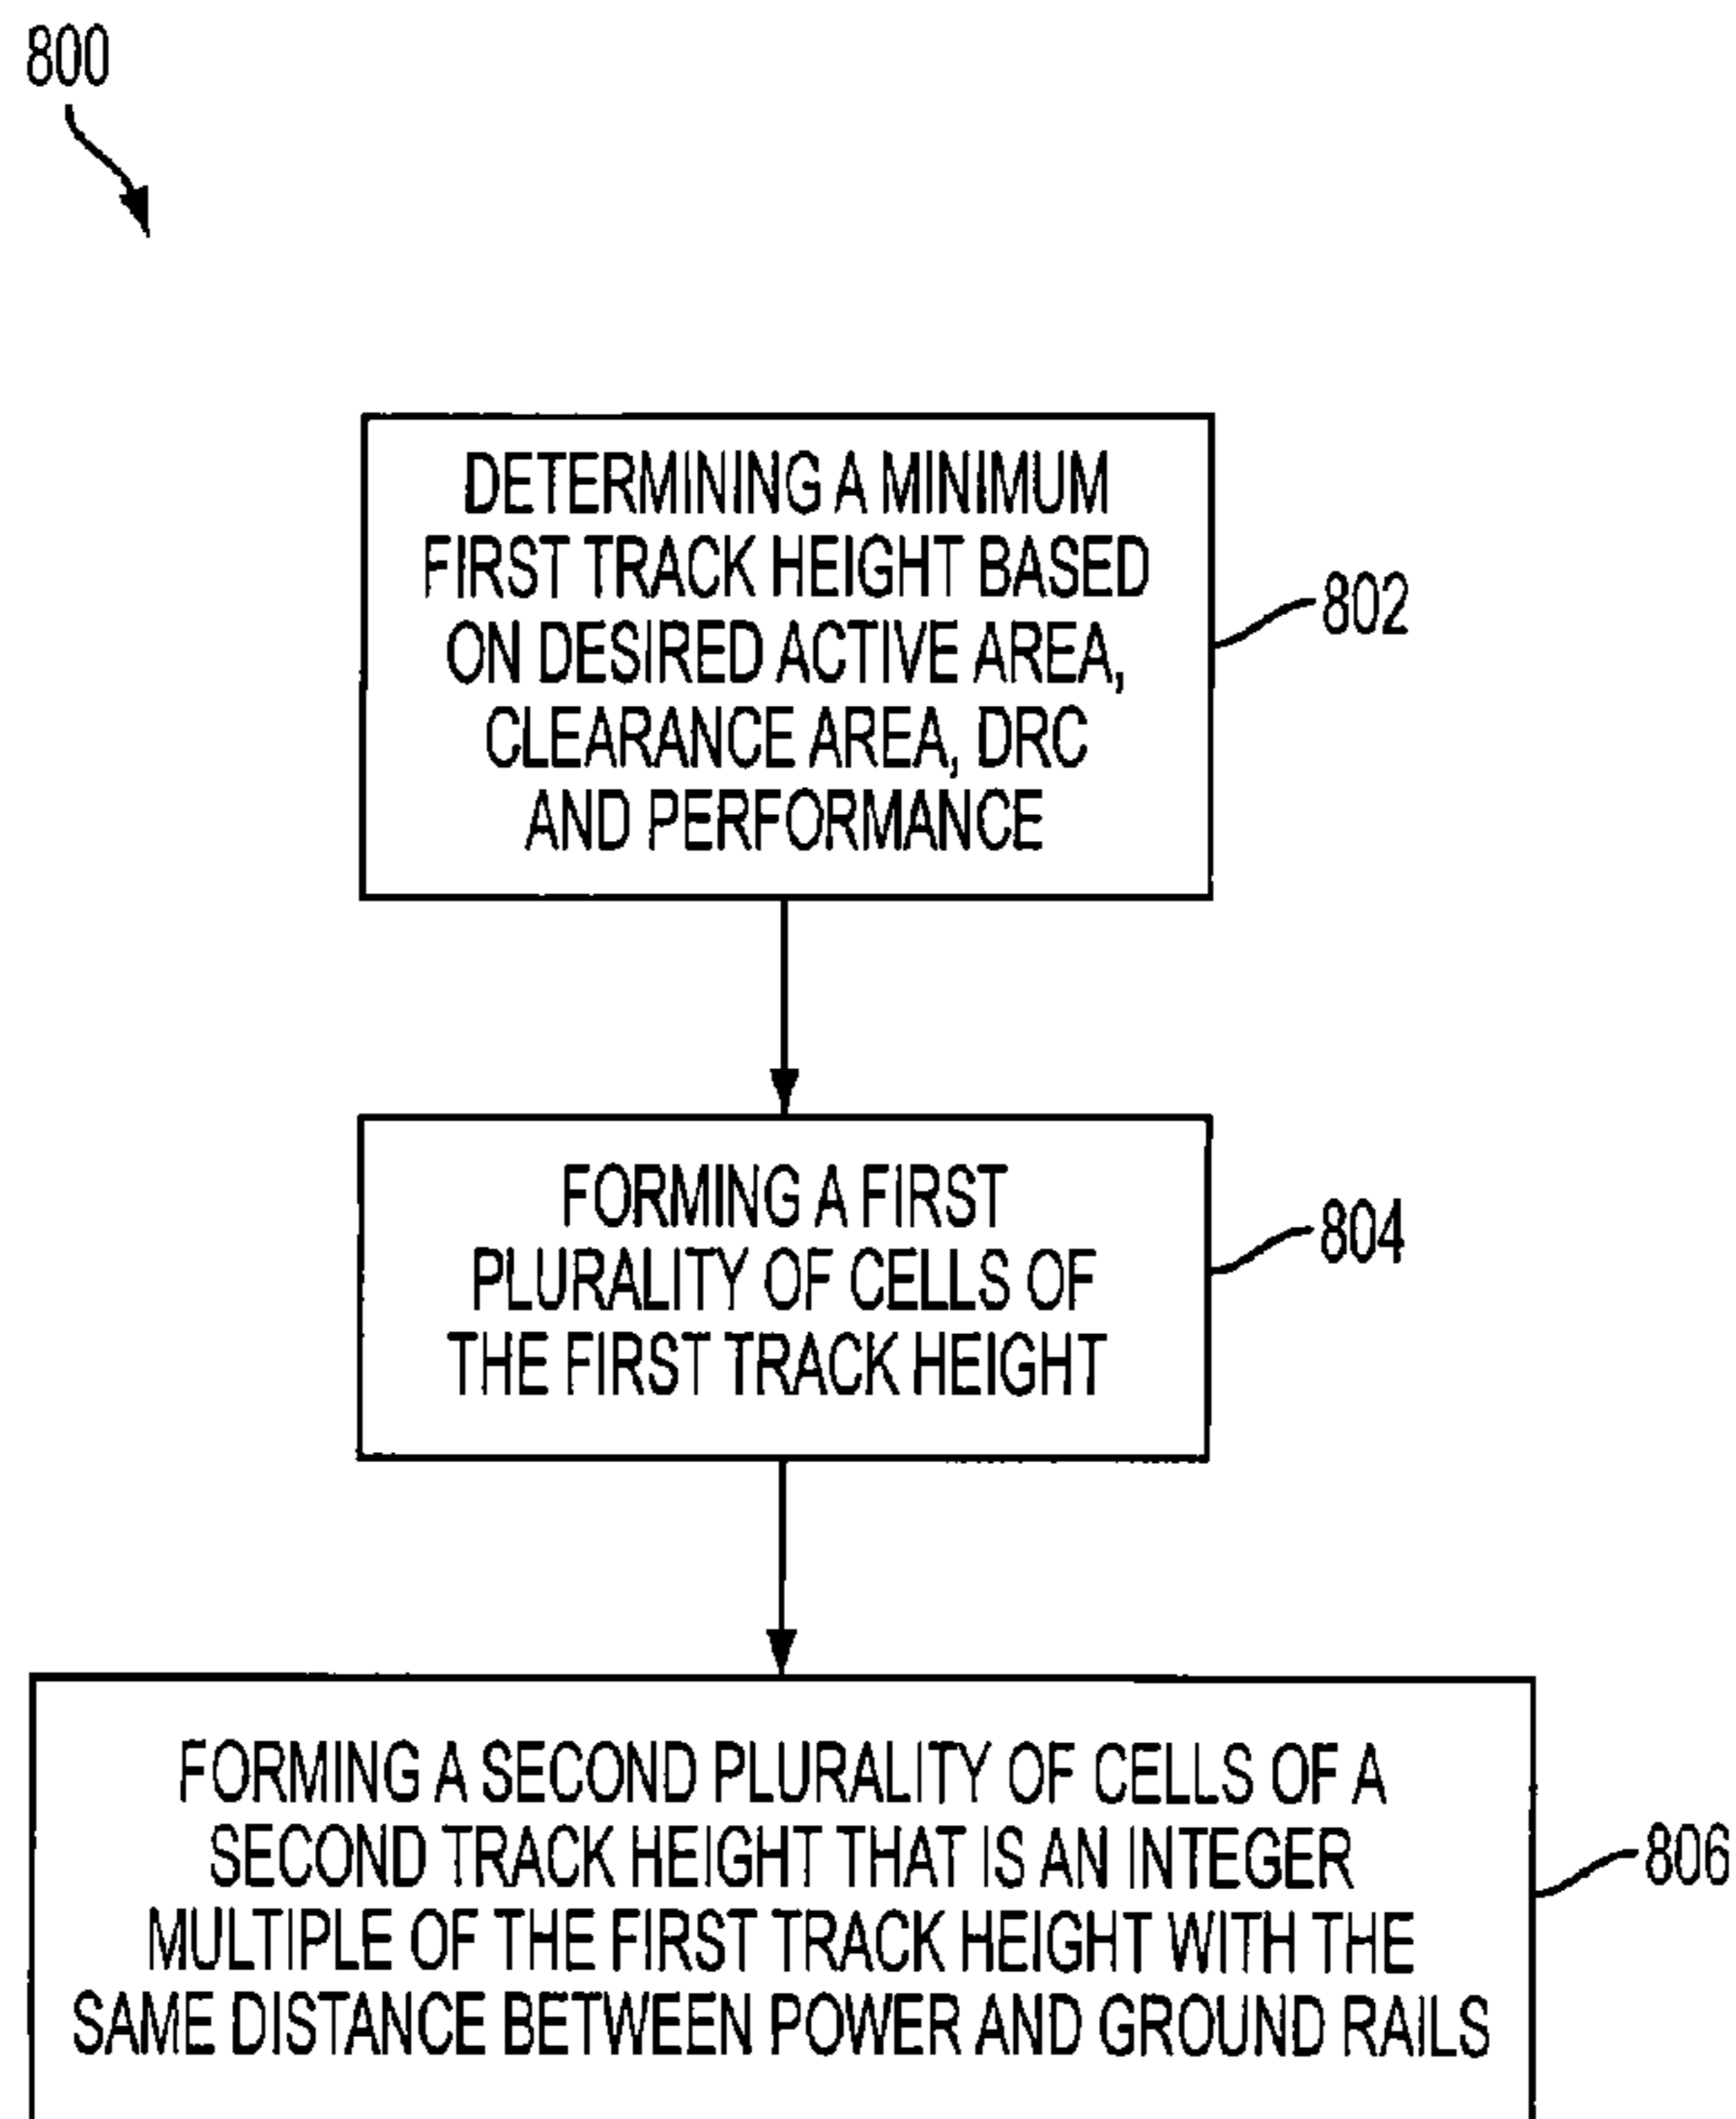 800
DETERMINING A MINIMUM
FIRST TRACK HEIGHT BASED
ON DESIRED ACTIVE AREA,
CLEARANCE AREA, DRC
AND PERFORMANCE
802
FORMING A FIRST
PLURALITY OF CELLS OF
THE FIRST TRACK HEIGHT
804
FORMING A SECOND PLURALITY OF CELLS OF A
SECOND TRACK HEIGHT THAT IS AN INTEGER
MULTIPLE OF THE FIRST TRACK HEIGHT WITH THE
SAME DISTANCE BETWEEN POWER AND GROUND RAILS
806